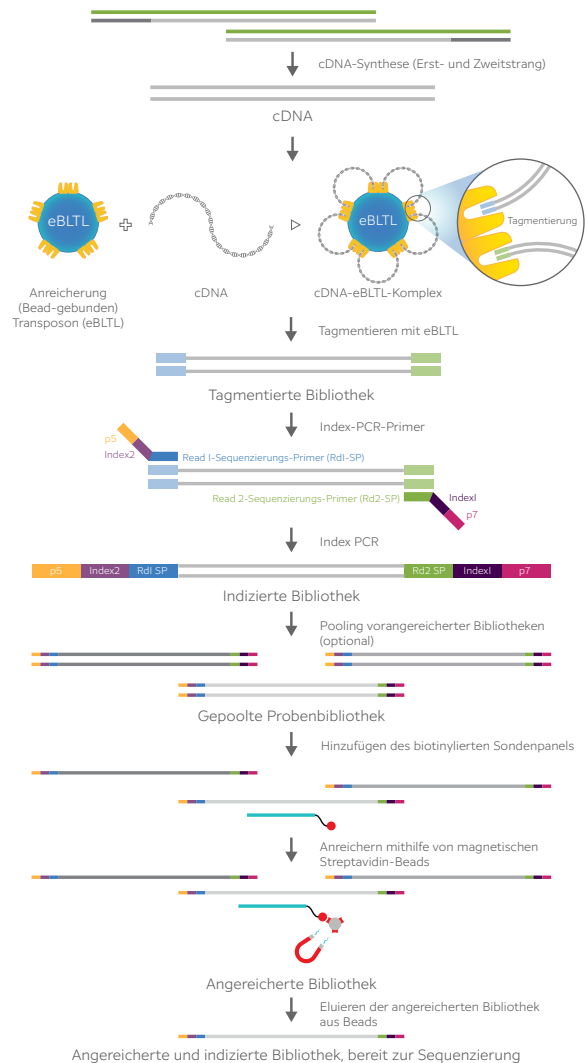 cDNA-Synthese (Erst- und Zweitstrang)
cDNA
eBLTL
eBLTL
Tagmentierung
Anreicherung
(Bead-gebunden)
Transposon (eBLTL)
cDNA
cDNA-eBLTL-Komplex
Tagmentieren mit eBLTL
Tagmentierte Bibliothek
Index-PCR-Primer
p5
Index2
Read 1-Sequenzierungs-Primer (Rd1-SP)
Read 2-Sequenzierungs-Primer (Rd2-SP)
Index1
p7
Index PCR
p5 Index2 Rd1 SP Rd2 SP Index1 p7
Indizierte Bibliothek
Pooling vorangereicherter Bibliotheken
(optional)
Gepoolte Probenbibliothek
Hinzufügen des biotinylierten Sondenpanels
Anreichern mithilfe von magnetischen
Streptavidin-Beads
Angereicherte Bibliothek
Eluieren der angereicherten Bibliothek
aus Beads
Angereicherte und indizierte Bibliothek, bereit zur Sequenzierung